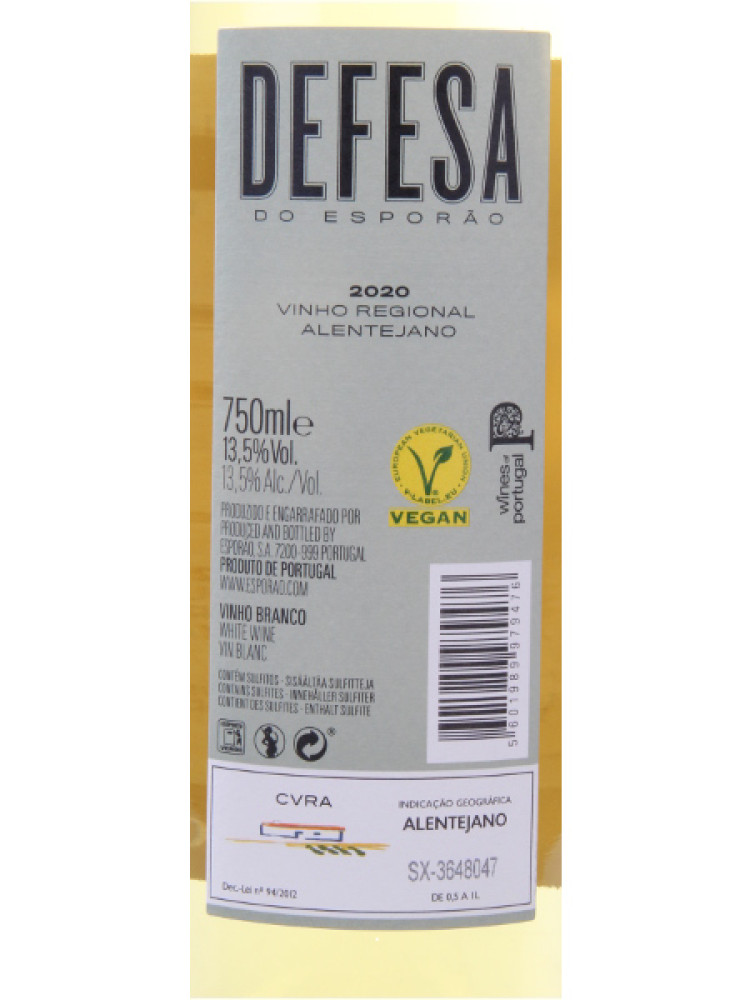 DEFESA
DO ESPORÃO
2020
VINHO REGIONAL
ALENTEJANO
750ml e
13,5% Vol.
13,5% Alc./Vol.
PRODUZIDO E ENGARRAFADO POR
PRODUCED AND BOTTLED BY
ESPORAO, S.A. 7200-999 PORTUGAL
PRODUTO DE PORTUGAL
WWW.ESPORAO.COM
VINHO BRANCO
WHITE WINE
VIN BLANC
CONTÉM SULFITOS - SISÄÄLTÄÄ SULFITTEJA
CONTAINS SULFITES - INNEHÅLLER SULFITER
CONTIENT DES SULFITES - ENTHÄLT SULFITE
EUROPEAN VEGETARIAN UNION
V-LABEL.EU
VEGAN
wines of
portugal
5601989979476
®
CVRA
Dec.-Lei nº 94/2012
INDICAÇÃO GEOGRÁFICA
ALENTEJANO
SX-3648047
DE 0,5 A 1L